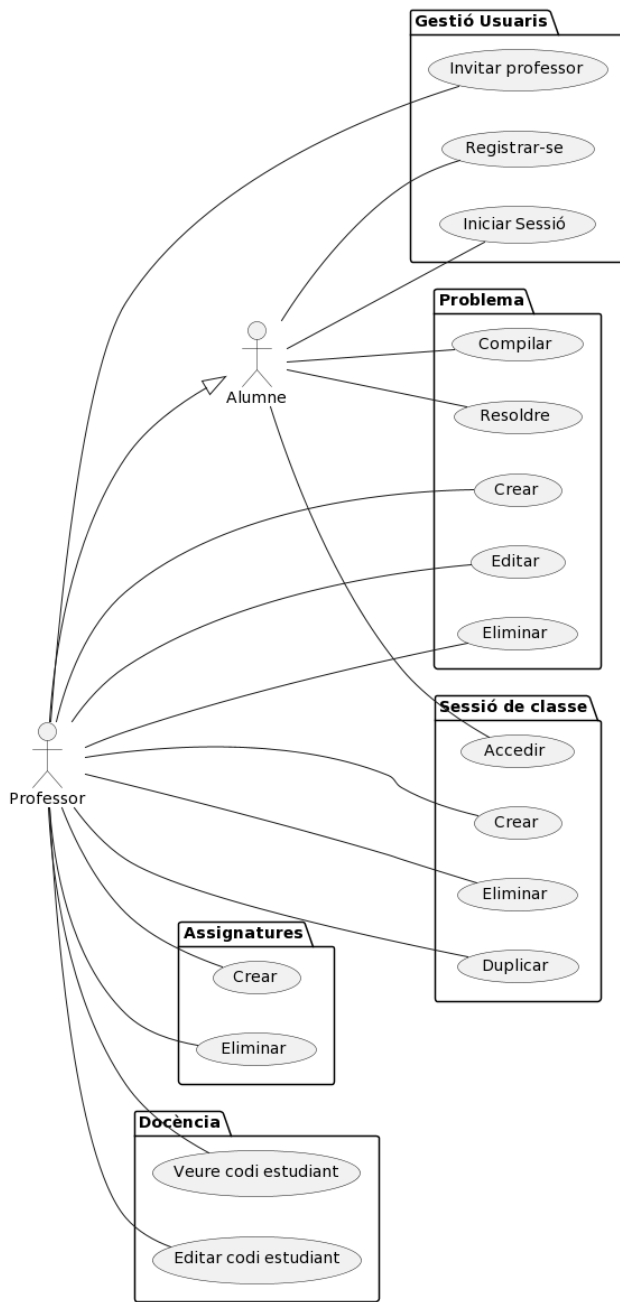 Gestió Usuaris
Invitar professor
Registrar-se
Iniciar Sessió
Problema
Compilar
Alumne
Resoldre
Crear
Editar
Eliminar
Sessió de classe
Accedir
Professor
Crear
Eliminar
Assignatures
Duplicar
Crear
Eliminar
Docència
Veure codi estudiant
Editar codi estudiant